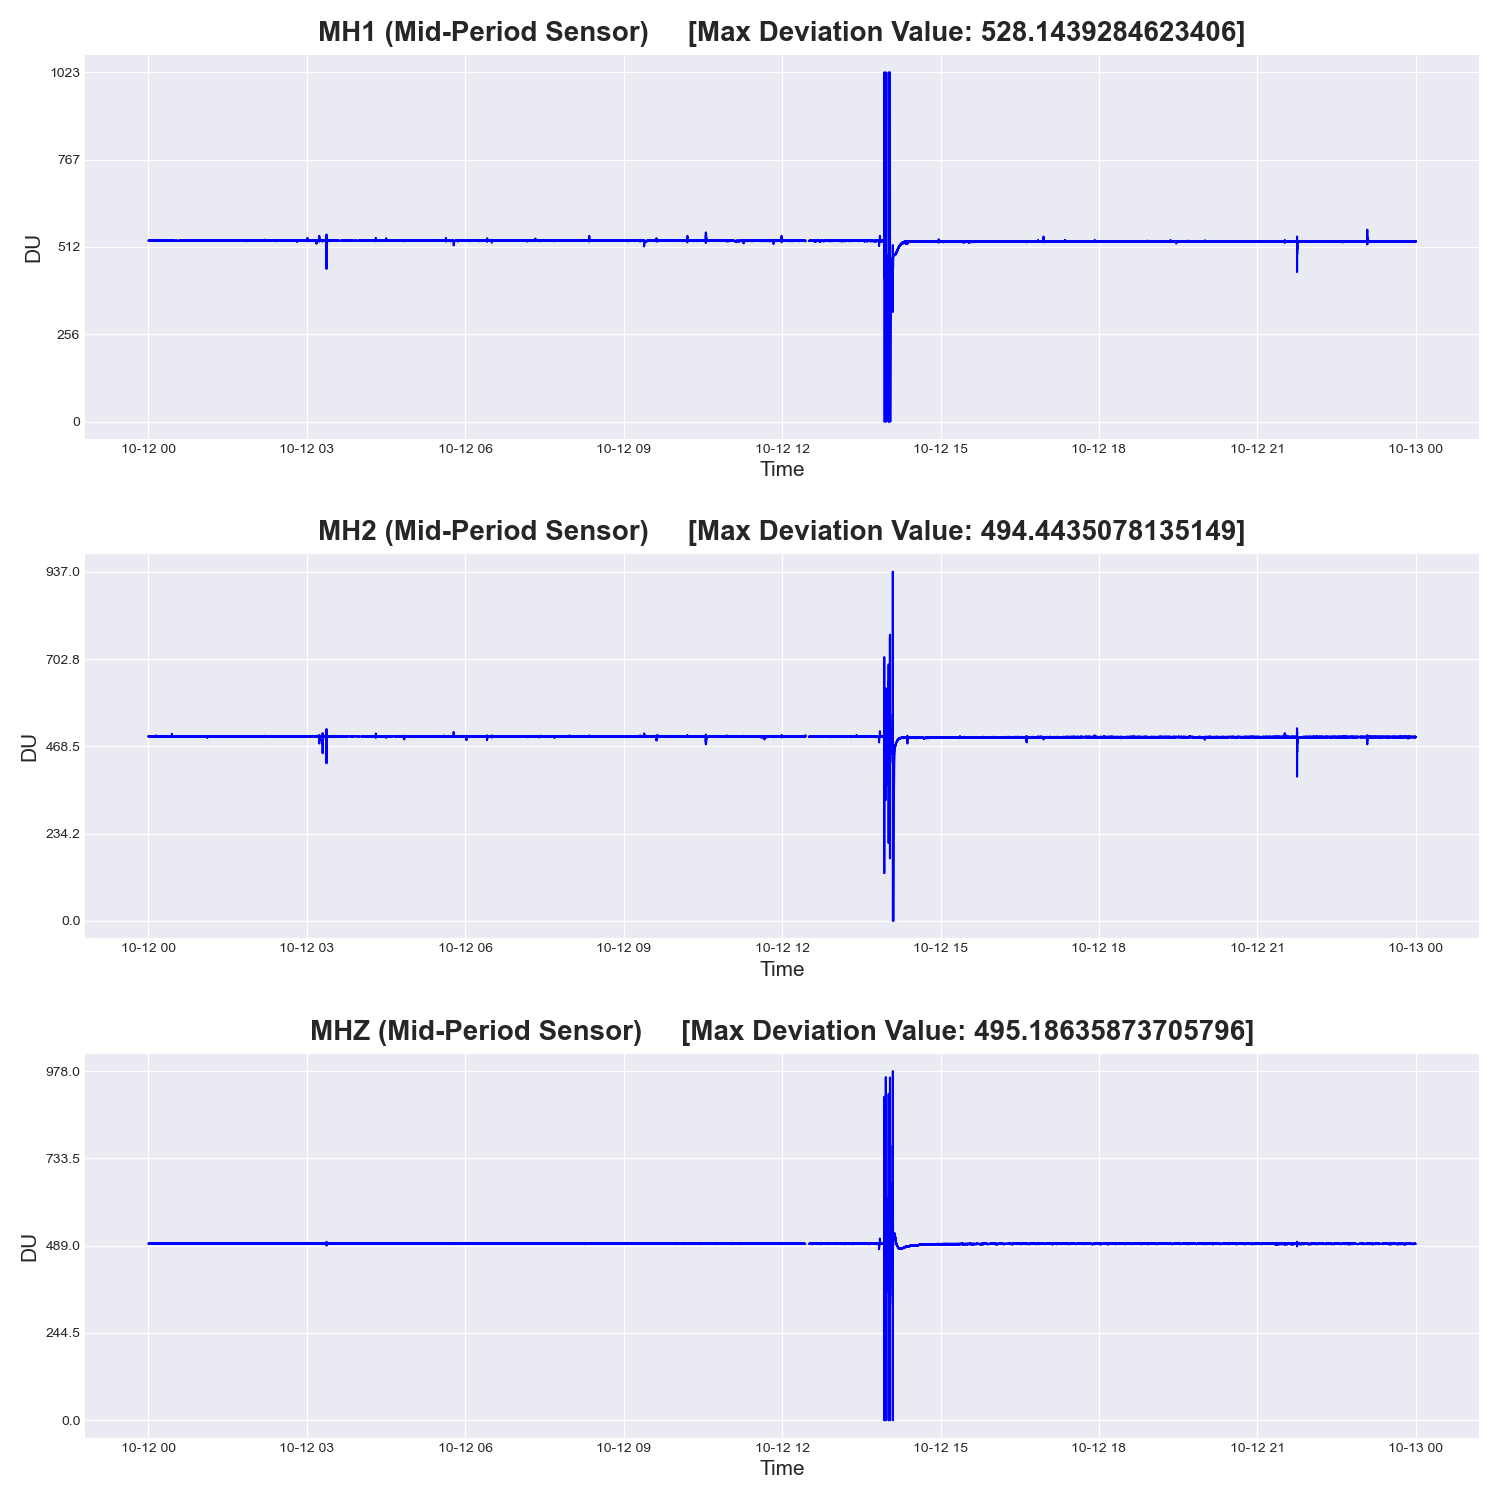 MH1 (Mid-Period Sensor) [Max Deviation Value: 528.1439284623406]
1023
767
512
256
0
DU
10-12 00 10-12 03 10-12 06 10-12 09 10-12 12 10-12 15 10-12 18 10-12 21 10-13 00
Time
MH2 (Mid-Period Sensor) [Max Deviation Value: 494.4435078135149]
937.0
702.8
468.5
234.2
0.0
DU
10-12 00 10-12 03 10-12 06 10-12 09 10-12 12 10-12 15 10-12 18 10-12 21 10-13 00
Time
MHZ (Mid-Period Sensor) [Max Deviation Value: 495.18635873705796]
978.0
733.5
489.0
244.5
0.0
DU
10-12 00 10-12 03 10-12 06 10-12 09 10-12 12 10-12 15 10-12 18 10-12 21 10-13 00
Time